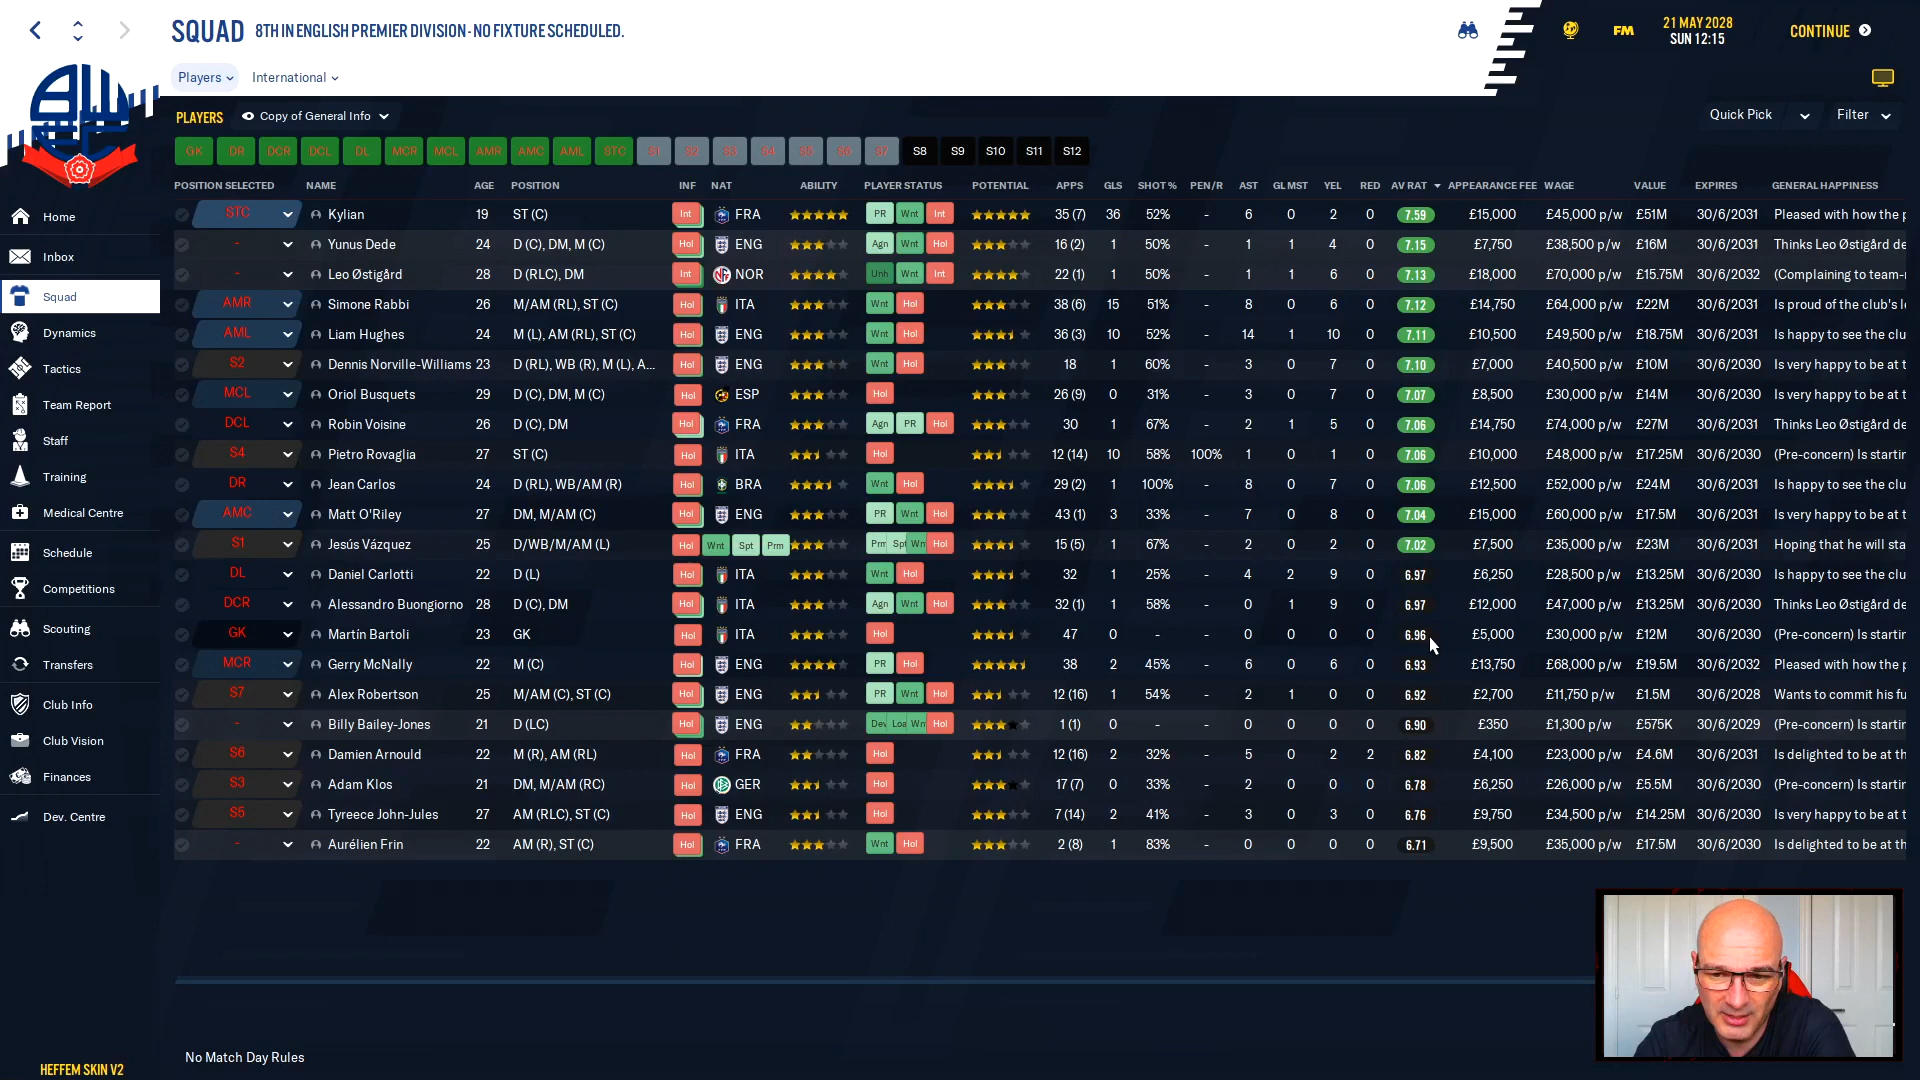 SQUAD 8TH IN ENGLISH PREMIER DIVISION - NO FIXTURE SCHEDULED.
FM
21 MAY 2028
SUN 12:15
CONTINUE
Players International
PLAYERS Copy of General Info Quick Pick Filter
GK DR DCR DCL DL MCR MCL AMR AMC AML STC S1 S2 S3 S4 S5 S6 S7 S8 S9 S10 S11 S12
POSITION SELECTED NAME AGE POSITION INF NAT ABILITY PLAYER STATUS POTENTIAL APPS GLS SHOT % PEN/R AST GL MST YEL RED AV RAT APPEARANCE FEE WAGE VALUE EXPIRES GENERAL HAPPINESS
STC Kylian 19 ST (C) Int FRA PR Wnt Int 35 (7) 36 52% - 6 0 2 0 7.59 £15,000 £45,000 p/w £51M 30/6/2031 Pleased with how the p
- Yunus Dede 24 D (C), DM, M (C) Hol ENG Agn Wnt Hol 16 (2) 1 50% - 1 1 4 0 7.15 £7,750 £38,500 p/w £16M 30/6/2031 Thinks Leo Østigård de
- Leo Østigård 28 D (RLC), DM Int NOR Unh Wnt Int 22 (1) 1 50% - 1 1 6 0 7.13 £18,000 £70,000 p/w £15.75M 30/6/2032 (Complaining to team-
AMR Simone Rabbi 26 M/AM (RL), ST (C) Hol ITA Wnt Hol 38 (6) 15 51% - 8 0 6 0 7.12 £14,750 £64,000 p/w £22M 30/6/2031 Is proud of the club's l
AML Liam Hughes 24 M (L), AM (RL), ST (C) Hol ENG Wnt Hol 36 (3) 10 52% - 14 1 10 0 7.11 £10,500 £49,500 p/w £18.75M 30/6/2031 Is happy to see the clu
S2 Dennis Norville-Williams 23 D (RL), WB (R), M (L), A... Hol ENG Wnt Hol 18 1 60% - 3 0 7 0 7.10 £7,000 £40,500 p/w £10M 30/6/2030 Is very happy to be at t
MCL Oriol Busquets 29 D (C), DM, M (C) Hol ESP Hol 26 (9) 0 31% - 3 0 7 0 7.07 £8,500 £30,000 p/w £14M 30/6/2030 Is very happy to be at t
DCL Robin Voisine 26 D (C), DM Hol FRA Agn PR Hol 30 1 67% - 2 1 5 0 7.06 £14,750 £74,000 p/w £27M 30/6/2031 Thinks Leo Østigård de
S4 Pietro Rovaglia 27 ST (C) Hol ITA Hol 12 (14) 10 58% 100% 1 0 1 0 7.06 £10,000 £48,000 p/w £17.25M 30/6/2030 (Pre-concern) Is startin
DR Jean Carlos 24 D (RL), WB/AM (R) Hol BRA Wnt Hol 29 (2) 1 100% - 8 0 7 0 7.06 £12,500 £52,000 p/w £24M 30/6/2031 Is happy to see the clu
AMC Matt O'Riley 27 DM, M/AM (C) Hol ENG PR Wnt Hol 43 (1) 3 33% - 7 0 8 0 7.04 £15,000 £60,000 p/w £17.5M 30/6/2031 Is very happy to be at t
S1 Jesús Vázquez 25 D/WB/M/AM (L) Hol Wnt Spt Prm Prm Spt Wn Hol 15 (5) 1 67% - 2 0 2 0 7.02 £7,500 £35,000 p/w £23M 30/6/2031 Hoping that he will sta
DL Daniel Carlotti 22 D (L) Hol ITA Wnt Hol 32 1 25% - 4 2 9 0 6.97 £6,250 £28,500 p/w £13.25M 30/6/2030 Is happy to see the clu
DCR Alessandro Buongiorno 28 D (C), DM Hol ITA Agn Wnt Hol 32 (1) 1 58% - 0 1 9 0 6.97 £12,000 £47,000 p/w £13.25M 30/6/2030 Thinks Leo Østigård de
GK Martín Bartoli 23 GK Hol ITA Hol 47 0 - - 0 0 0 0 6.96 £5,000 £30,000 p/w £12M 30/6/2030 (Pre-concern) Is startin
MCR Gerry McNally 22 M (C) Hol ENG PR Hol 38 2 45% - 6 0 6 0 6.93 £13,750 £68,000 p/w £19.5M 30/6/2032 Pleased with how the p
S7 Alex Robertson 25 M/AM (C), ST (C) Hol ENG PR Wnt Hol 12 (16) 1 54% - 2 1 0 0 6.92 £2,700 £11,750 p/w £1.5M 30/6/2028 Wants to commit his fu
- Billy Bailey-Jones 21 D (LC) Hol ENG Dev Loa Wn Hol 1 (1) 0 - - 0 0 0 0 6.90 £350 £1,300 p/w £575K 30/6/2029 (Pre-concern) Is startin
S6 Damien Arnould 22 M (R), AM (RL) Hol FRA Hol 12 (16) 2 32% - 5 0 2 2 6.82 £4,100 £23,000 p/w £4.6M 30/6/2031 Is delighted to be at th
S3 Adam Klos 21 DM, M/AM (RC) Hol GER Hol 17 (7) 0 33% - 2 0 0 0 6.78 £6,250 £26,000 p/w £5.5M 30/6/2031 (Pre-concern) Is startin
S5 Tyreece John-Jules 27 AM (RLC), ST (C) Hol ENG Hol 7 (14) 2 41% - 3 0 3 0 6.76 £9,750 £34,500 p/w £14.25M 30/6/2030 Is very happy to be at t
- Aurélien Frin 22 AM (R), ST (C) Hol FRA Wnt Hol 2 (8) 1 83% - 0 0 0 0 6.71 £9,500 £35,000 p/w £17.5M 30/6/2030 Is delighted to be at th
Home
Inbox
Squad
Dynamics
Tactics
Team Report
Staff
Training
Medical Centre
Schedule
Competitions
Scouting
Transfers
Club Info
Club Vision
Finances
Dev. Centre
No Match Day Rules
HEFFEM SKIN V2